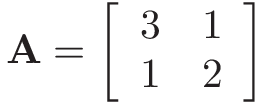 A = [ 3 1
1 2 ]